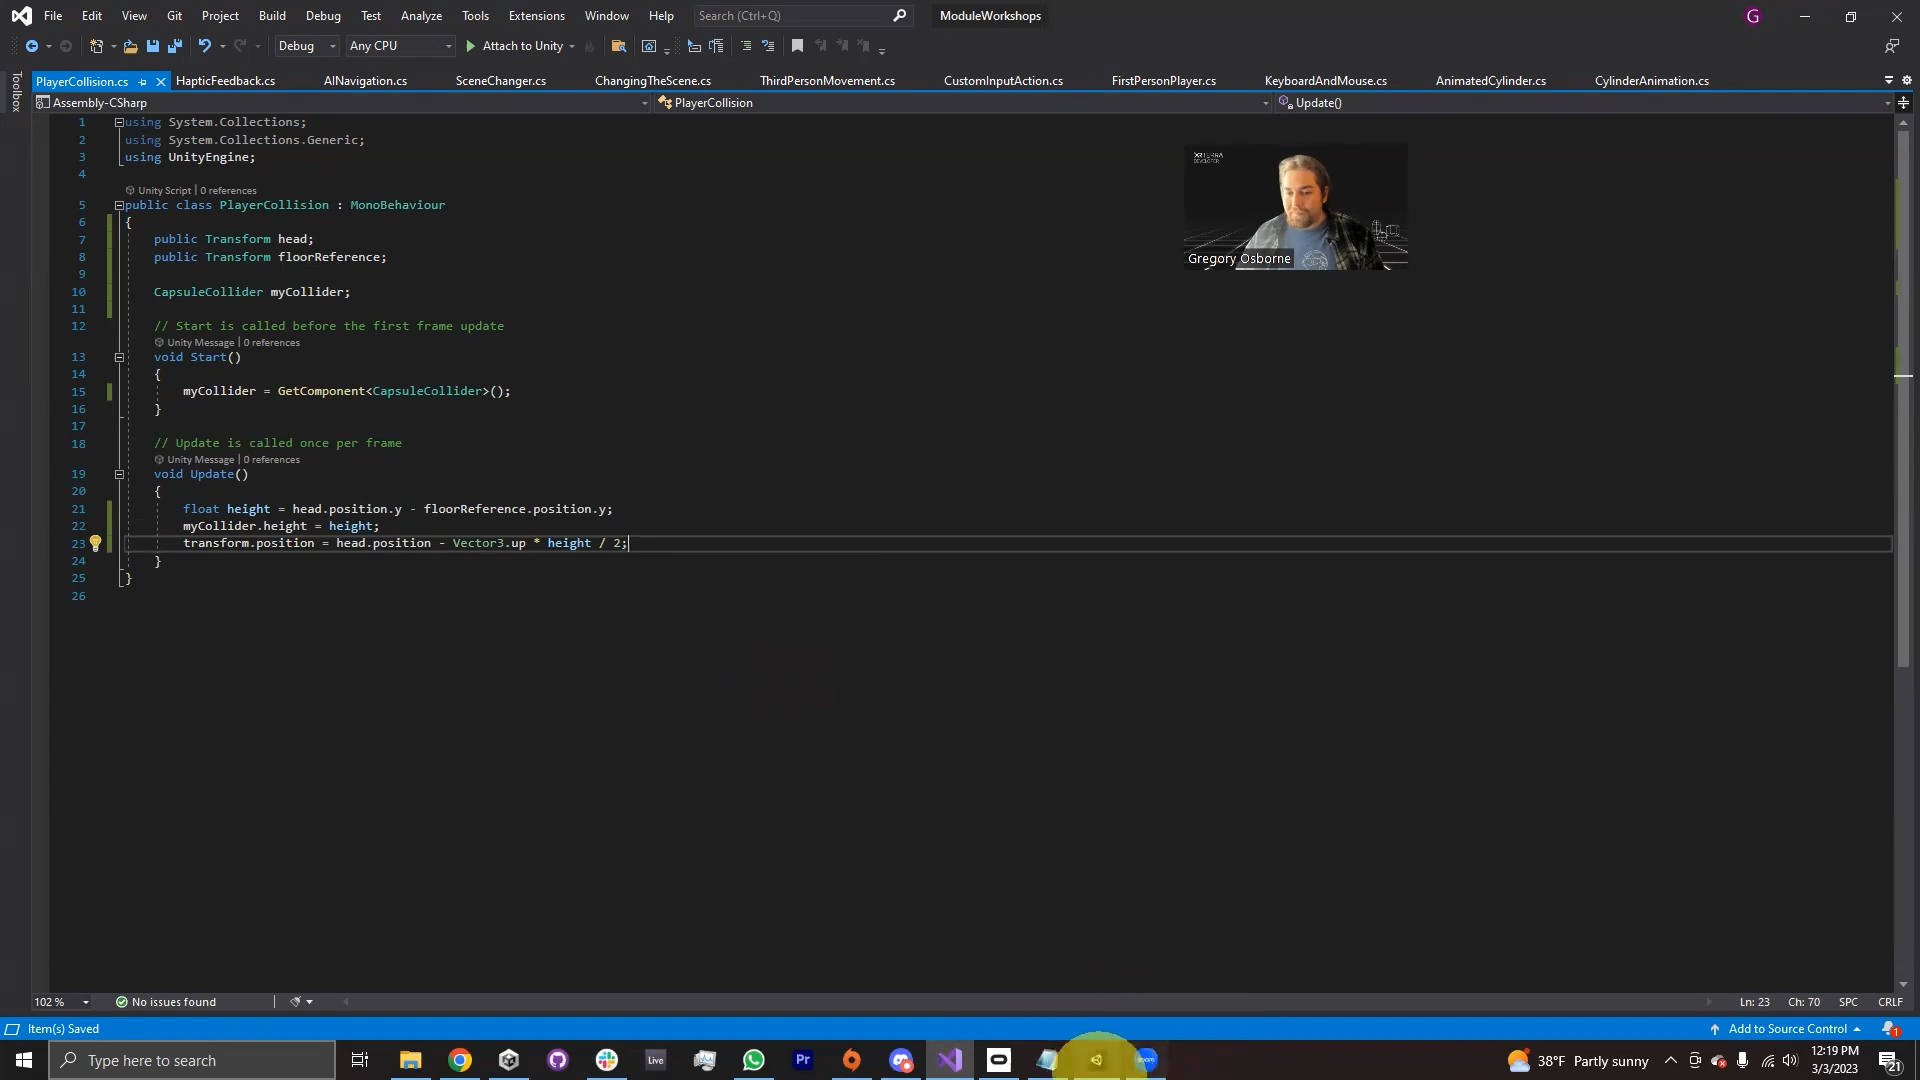 File Edit View Git Project Build Debug Test Analyze Tools Extensions Window Help Search (Ctrl+Q) ModuleWorkshops G
Debug Any CPU Attach to Unity
Toolbox
PlayerCollision.cs HapticFeedback.cs AINavigation.cs SceneChanger.cs ChangingTheScene.cs ThirdPersonMovement.cs CustomInputAction.cs FirstPersonPlayer.cs KeyboardAndMouse.cs AnimatedCylinder.cs CylinderAnimation.cs
Assembly-CSharp PlayerCollision Update()
1 using System.Collections;
2 using System.Collections.Generic;
3 using UnityEngine;
4
Unity Script | 0 references
5 public class PlayerCollision : MonoBehaviour
6 {
7 public Transform head;
8 public Transform floorReference;
9
10 CapsuleCollider myCollider;
11
12 // Start is called before the first frame update
Unity Message | 0 references
13 void Start()
14 {
15 myCollider = GetComponent<CapsuleCollider>();
16 }
17
18 // Update is called once per frame
Unity Message | 0 references
19 void Update()
20 {
21 float height = head.position.y - floorReference.position.y;
22 myCollider.height = height;
23 transform.position = head.position - Vector3.up * height / 2;
24 }
25 }
26
XRTERRA
DEVELOPER
Gregory Osborne
102 % No issues found Ln: 23 Ch: 70 SPC CRLF
Item(s) Saved Add to Source Control 1
Type here to search Live Pr zoom 38°F Partly sunny 12:19 PM
3/3/2023 21